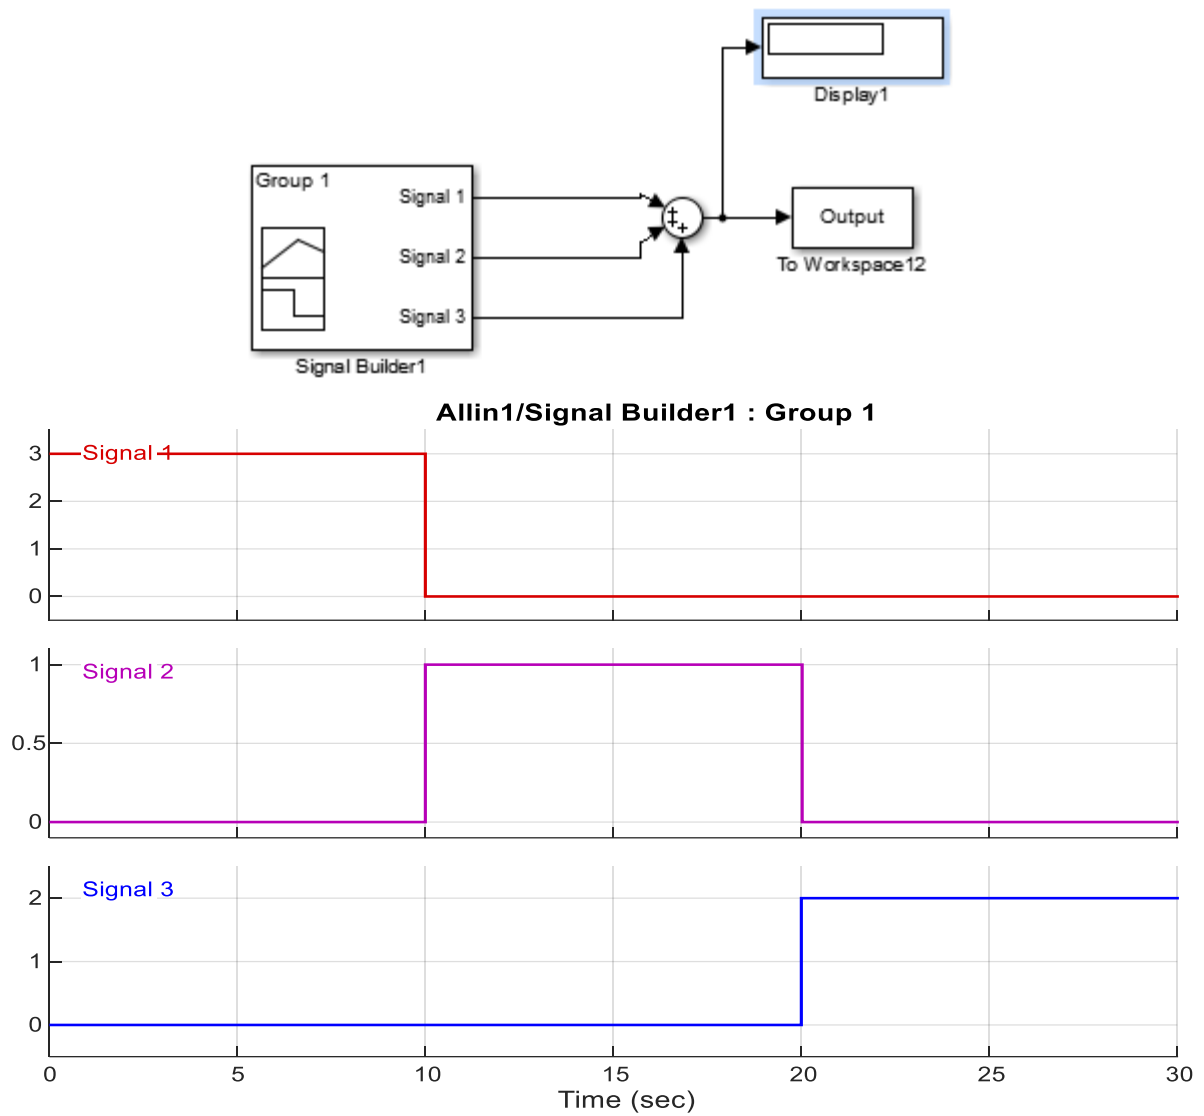 Display1
Group 1
Signal 1
Signal 2
Signal 3
Signal Builder1
Output
To Workspace12
Allin1/Signal Builder1 : Group 1
Signal 1
3
2
1
0
Signal 2
1
0.5
0
Signal 3
2
1
0
0 5 10 15 20 25 30
Time (sec)